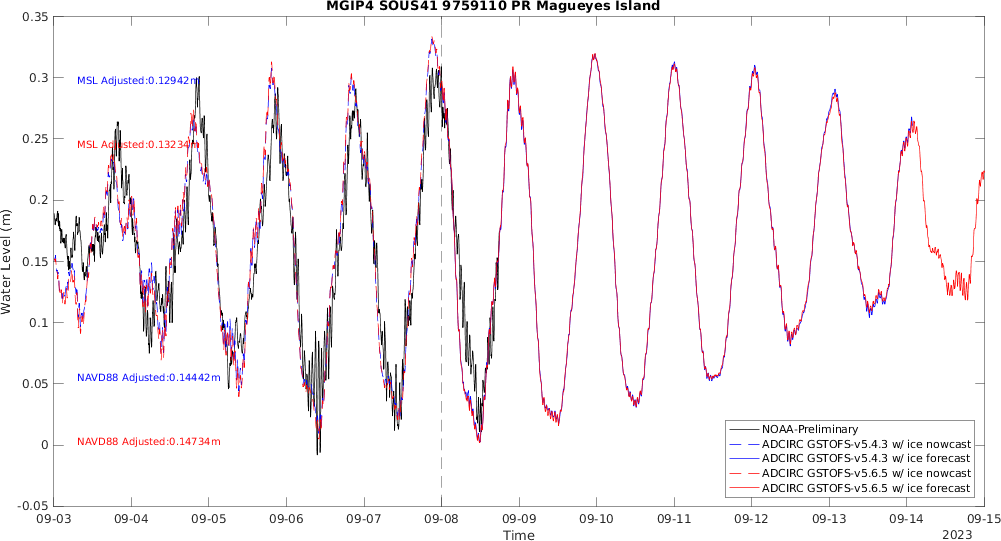 MGIP4 SOUS41 9759110 PR Magueyes Island
0.35
0.3
0.25
0.2
0.15
0.1
0.05
0
-0.05
Water Level (m)
MSL Adjusted:0.12942m
MSL Adjusted:0.13234m
NAVD88 Adjusted:0.14442m
NAVD88 Adjusted:0.14734m
NOAA-Preliminary
ADCIRC GSTOFS-v5.4.3 w/ ice nowcast
ADCIRC GSTOFS-v5.4.3 w/ ice forecast
ADCIRC GSTOFS-v5.6.5 w/ ice nowcast
ADCIRC GSTOFS-v5.6.5 w/ ice forecast
09-03 09-04 09-05 09-06 09-07 09-08 09-09 09-10 09-11 09-12 09-13 09-14 09-15
Time
2023